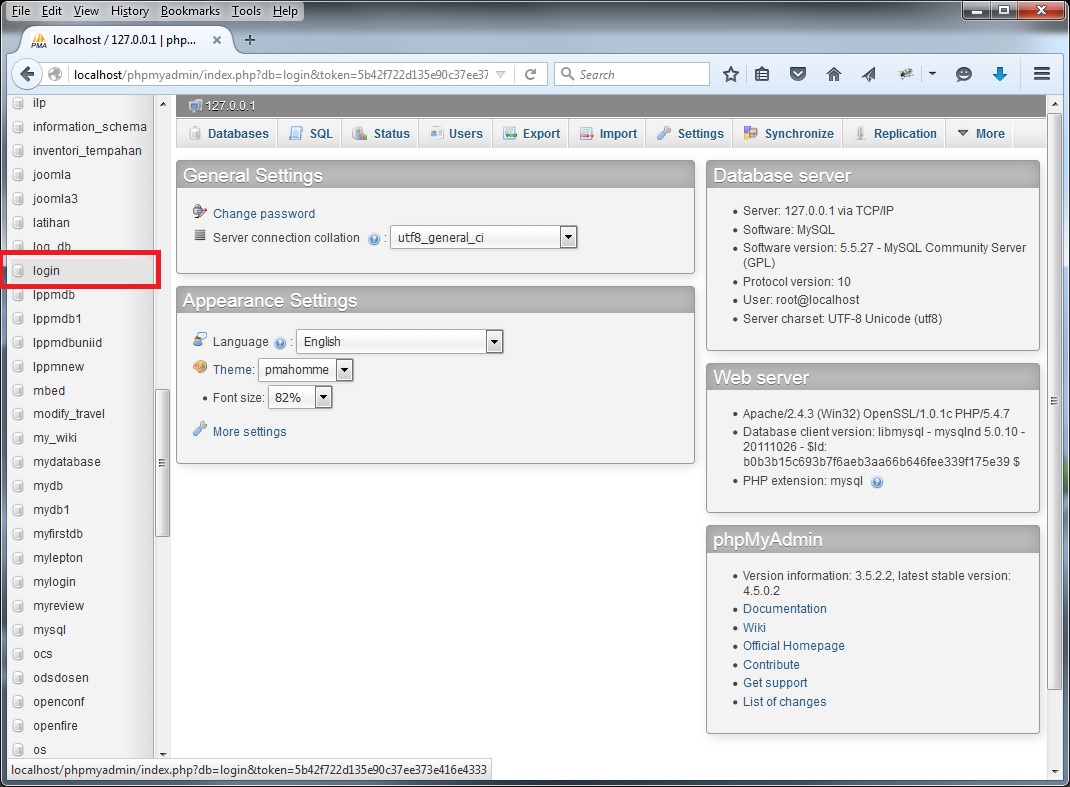 File Edit View History Bookmarks Tools Help
localhost / 127.0.0.1 | php...
localhost/phpmyadmin/index.php?db=login&token=5b42f722d135e90c37ee37
Search
ilp
information_schema
inventori_tempahan
joomla
joomla3
latihan
log_db
login
lppmdb
lppmdb1
lppmdbuniid
lppmnew
mbed
modify_travel
my_wiki
mydatabase
mydb
mydb1
myfirstdb
mylepton
mylogin
myreview
mysql
ocs
odsdosen
openconf
openfire
os
127.0.0.1
Databases SQL Status Users Export Import Settings Synchronize Replication More
General Settings
Change password
Server connection collation : utf8_general_ci
Appearance Settings
Language : English
Theme: pmahomme
• Font size: 82%
More settings
Database server
• Server: 127.0.0.1 via TCP/IP
• Software: MySQL
• Software version: 5.5.27 - MySQL Community Server
(GPL)
• Protocol version: 10
• User: root@localhost
• Server charset: UTF-8 Unicode (utf8)
Web server
• Apache/2.4.3 (Win32) OpenSSL/1.0.1c PHP/5.4.7
• Database client version: libmysql - mysqlnd 5.0.10 -
20111026 - $Id:
b0b3b15c693b7f6aeb3aa66b646fee339f175e39 $
• PHP extension: mysql
phpMyAdmin
• Version information: 3.5.2.2, latest stable version:
4.5.0.2
• Documentation
• Wiki
• Official Homepage
• Contribute
• Get support
• List of changes
localhost/phpmyadmin/index.php?db=login&token=5b42f722d135e90c37ee373e416e4333